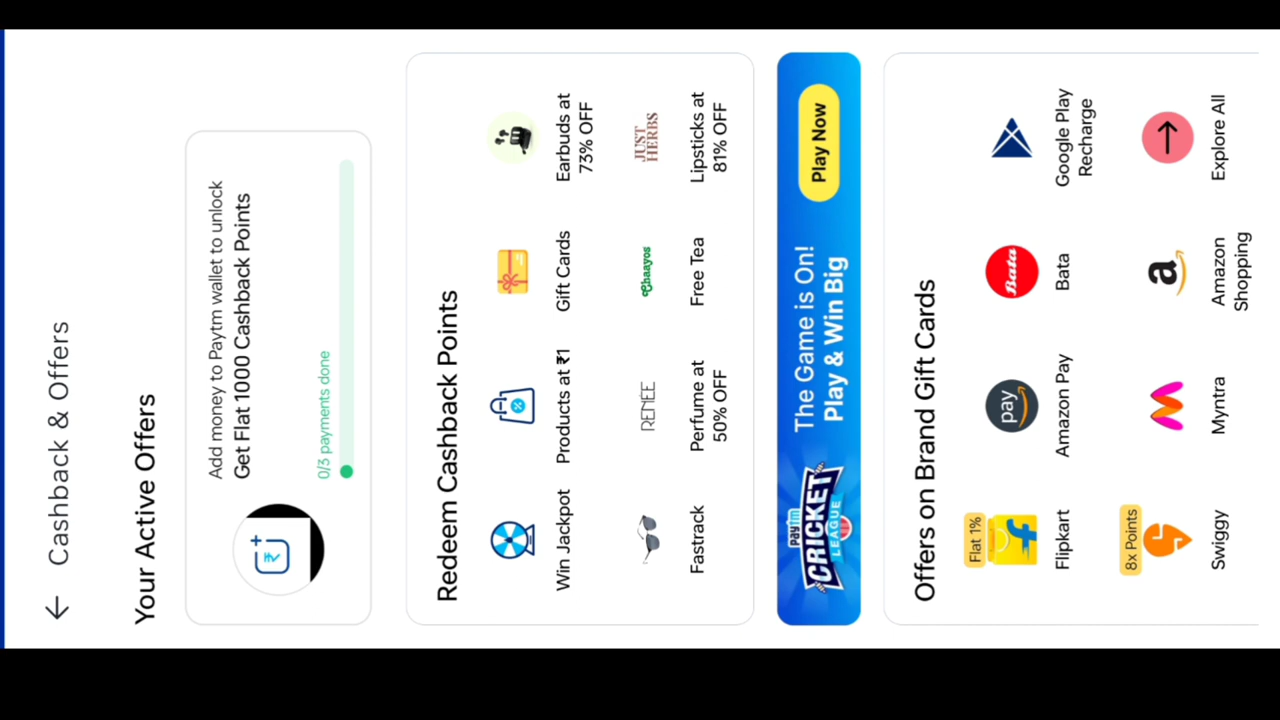 Cashback & Offers
Your Active Offers
Add money to Paytm wallet to unlock
Get Flat 1000 Cashback Points
0/3 payments done
Redeem Cashback Points
Win Jackpot
Products at ₹1
Gift Cards
Earbuds at
73% OFF
RENÉE
Chaayos
JUST
HERBS
Fastrack
Perfume at
50% OFF
Free Tea
Lipsticks at
81% OFF
paytm
CRICKET
LEAGUE
The Game is On!
Play & Win Big
Play Now
Offers on Brand Gift Cards
Flat 1%
pay
Bata
Flipkart
Amazon Pay
Bata
Google Play
Recharge
8x Points
Swiggy
Myntra
Amazon
Shopping
Explore All